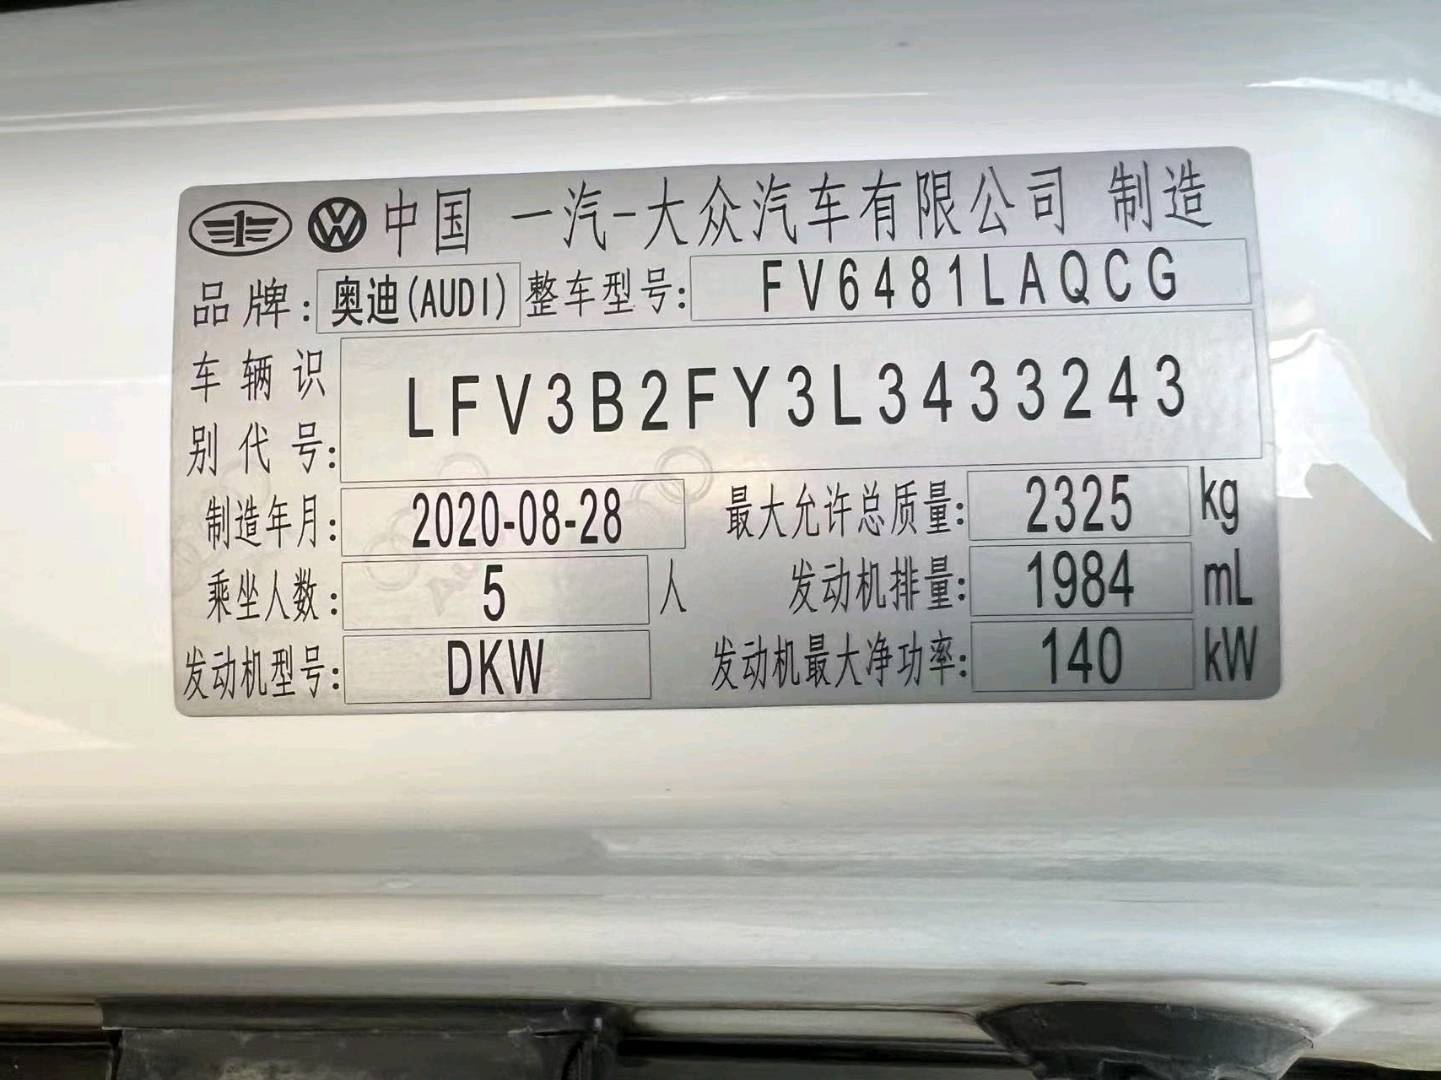 中国 一汽-大众汽车有限公司 制造
品牌: 奥迪(AUDI) 整车型号: FV6481LAQCG
车辆识别代号: LFV3B2FY3L3433243
制造年月: 2020-08-28 最大允许总质量: 2325 kg
乘坐人数: 5 人 发动机排量: 1984 mL
发动机型号: DKW 发动机最大净功率: 140 kW